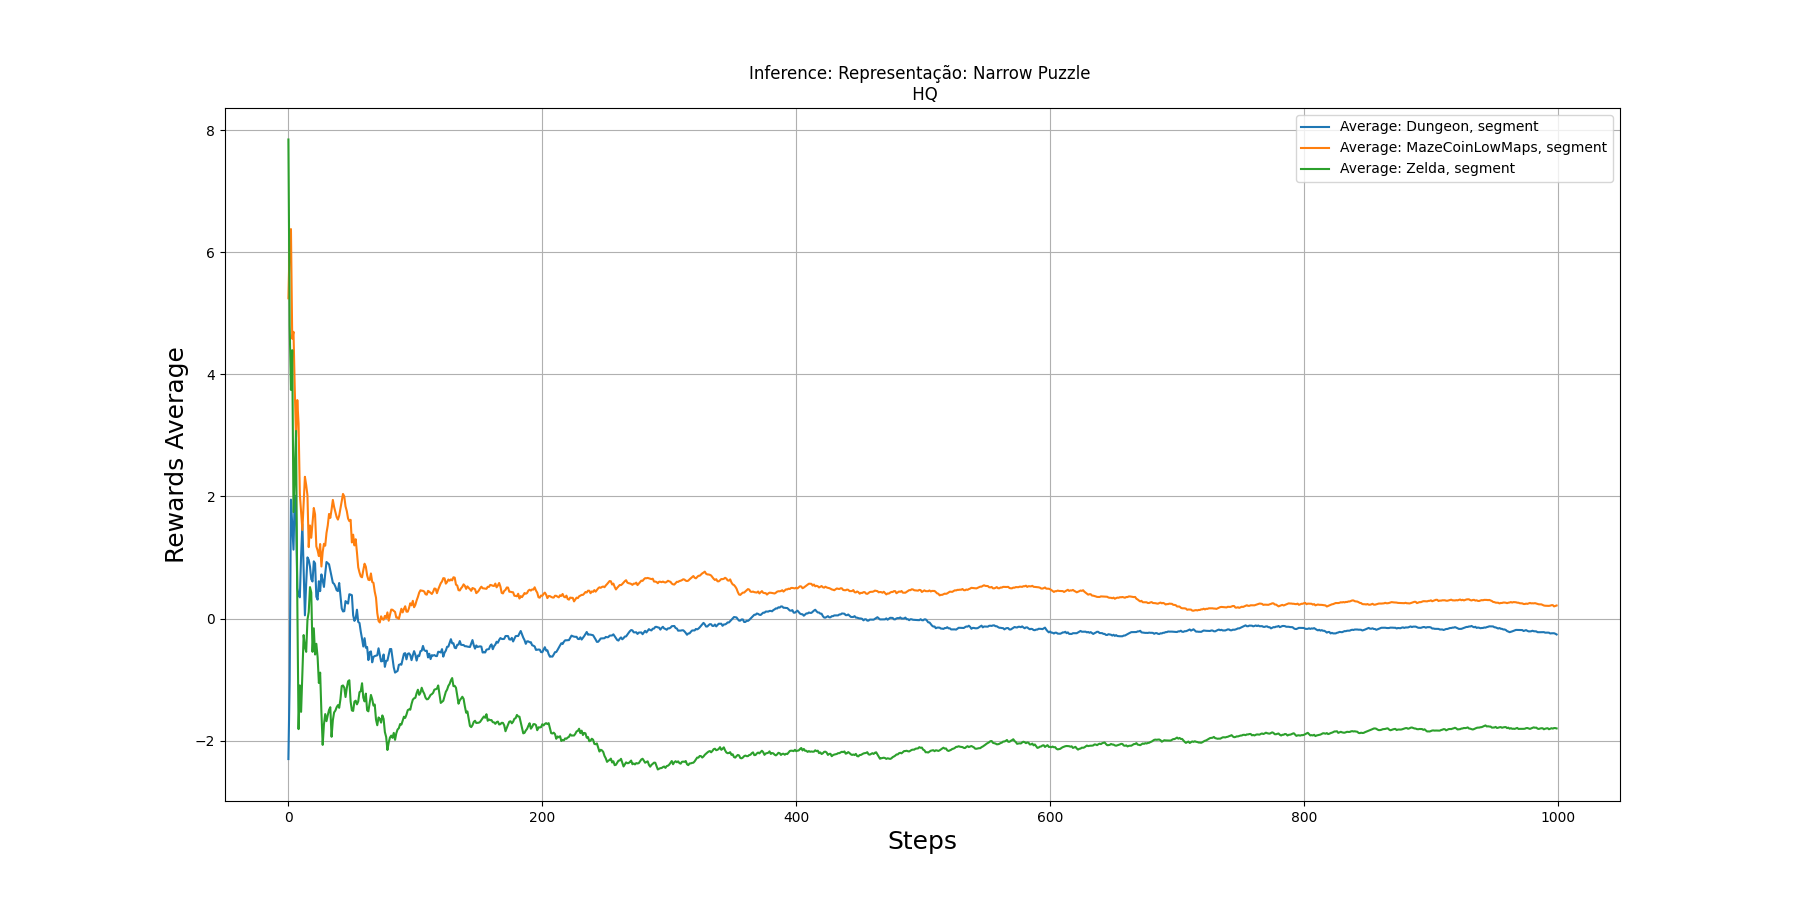 Inference: Representação: Narrow Puzzle
HQ
Average: Dungeon, segment
Average: MazeCoinLowMaps, segment
Average: Zelda, segment
Rewards Average
8
6
4
2
0
−2
0 200 400 600 800 1000
Steps